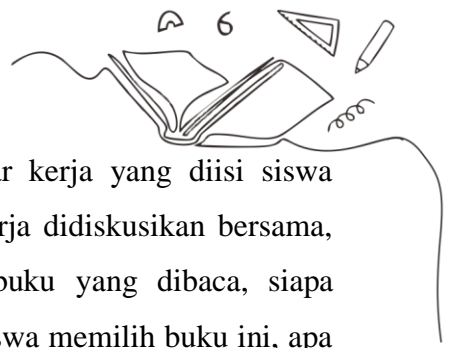 6
r kerja yang diisi siswa
rja didiskusikan bersama,
buku yang dibaca, siapa
swa memilih buku ini, apa